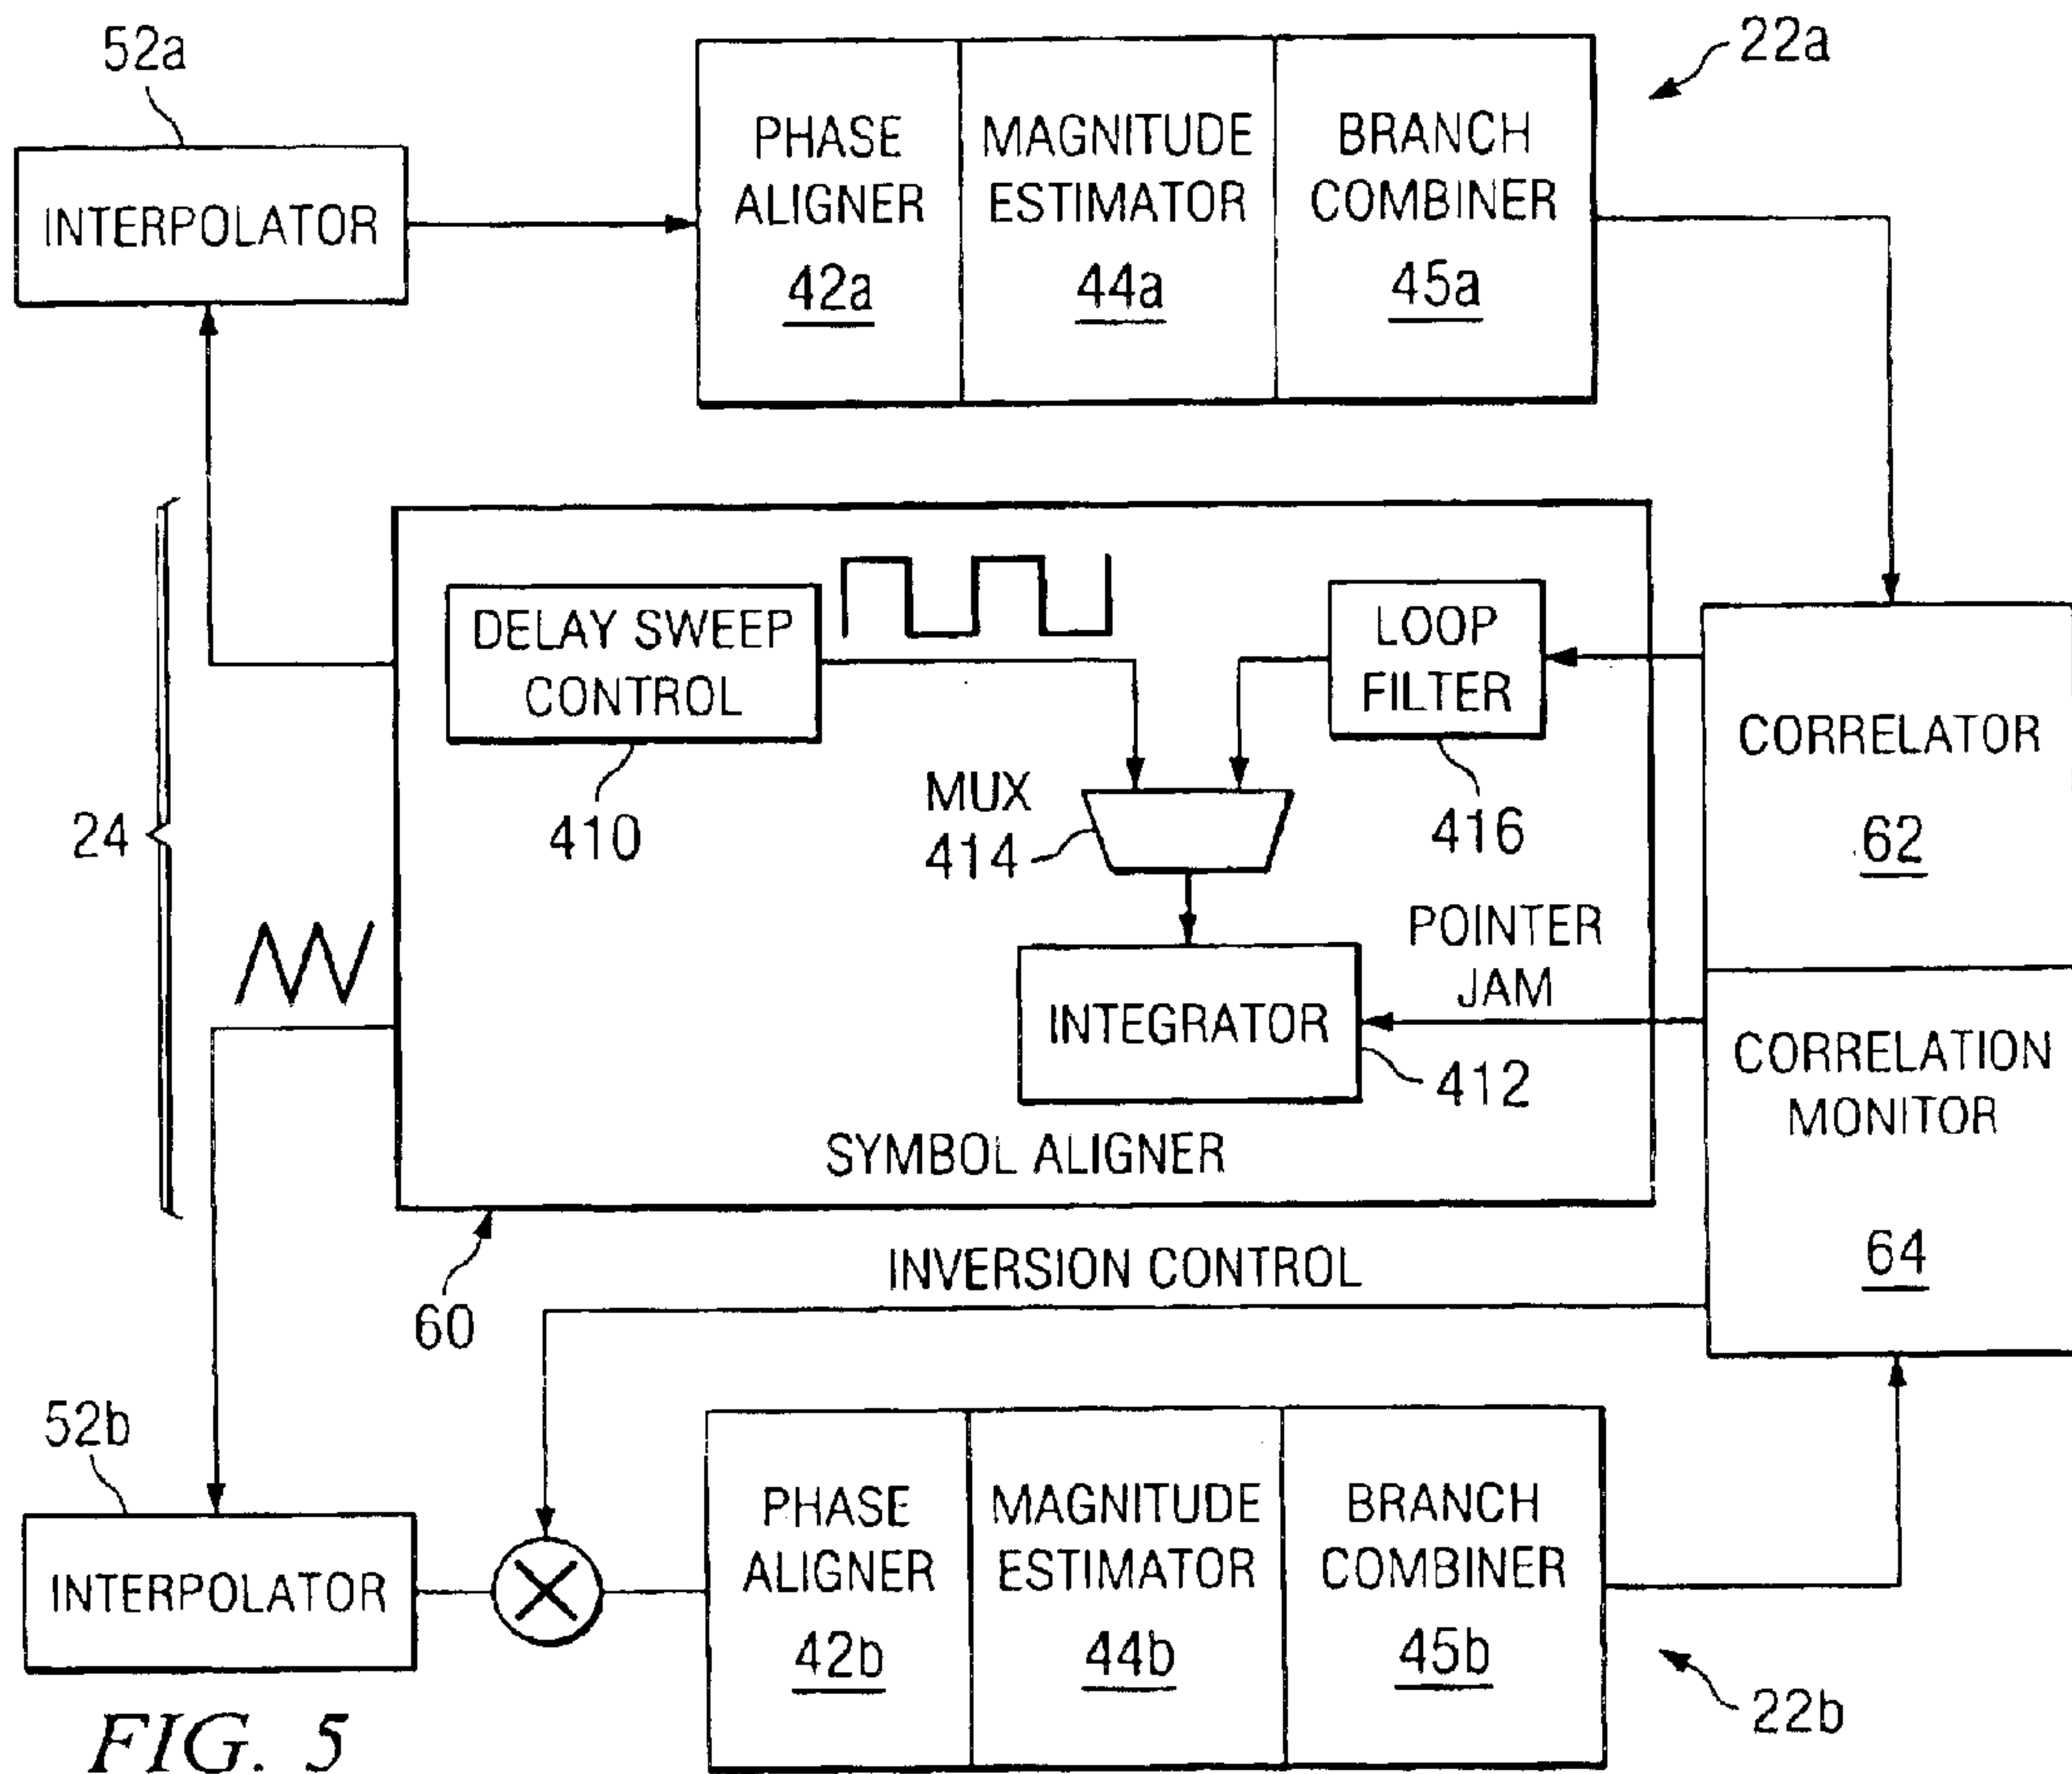 52a
22a
INTERPOLATOR
PHASE
ALIGNER
42a
MAGNITUDE
ESTIMATOR
44a
BRANCH
COMBINER
45a
24
DELAY SWEEP
CONTROL
410
LOOP
FILTER
416
MUX
414
INTEGRATOR
412
POINTER
JAM
SYMBOL ALIGNER
60
CORRELATOR
62
CORRELATION
MONITOR
64
INVERSION CONTROL
52b
INTERPOLATOR
PHASE
ALIGNER
42b
MAGNITUDE
ESTIMATOR
44b
BRANCH
COMBINER
45b
22b
FIG. 5